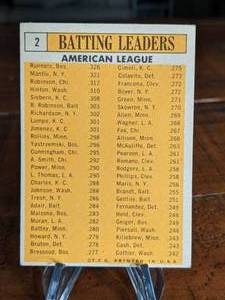 2
BATTING LEADERS
AMERICAN LEAGUE
Runnels, Bos. .326
Mantle, N. Y. .321
Robinson, Chi. .312
Hinton, Wash. .310
Siebern, K. C. .308
B. Robinson, Balt. .303
Richardson, N. Y. .302
Lumpe, K. C. .301
Jimenez, K. C. .301
Rollins, Minn. .298
Yastrzemski, Bos. .296
Cunningham, Chi. .295
A. Smith, Chi. .292
Power, Minn. .290
L. Thomas, L. A. .290
Charles, K. C. .288
Johnson, Wash. .288
Tresh, N. Y. .286
Adair, Balt. .284
Malzone, Bos. .283
Moran, L. A. .282
Battey, Minn. .280
Howard, N. Y. .279
Bruton, Det. .278
Bressoud, Bos. .277
Cimoli, K. C. .275
Colavito, Det. .273
Francona, Cleve. .272
Boyer, N. Y. .272
Green, Minn. .271
Skowron, N. Y. .270
Allen, Minn. .269
Wagner, L. A. .268
Fox, Chi. .267
Allison, Minn. .266
McAuliffe, Det. .263
Pearson, L. A. .261
Romano, Clev. .261
Rodgers, L. A. .258
Phillips, Clev. .258
Maris, N. Y. .256
Brandt, Balt. .255
Gentile, Balt. .251
Fernandez, Det. .249
Held, Clev. .249
Geiger, Bos. .249
Piersall, Wash. .244
Killebrew, Minn. .243
Cash, Det. .243
Cottier, Wash. .242
©T.C.G. PRINTED IN U.S.A.